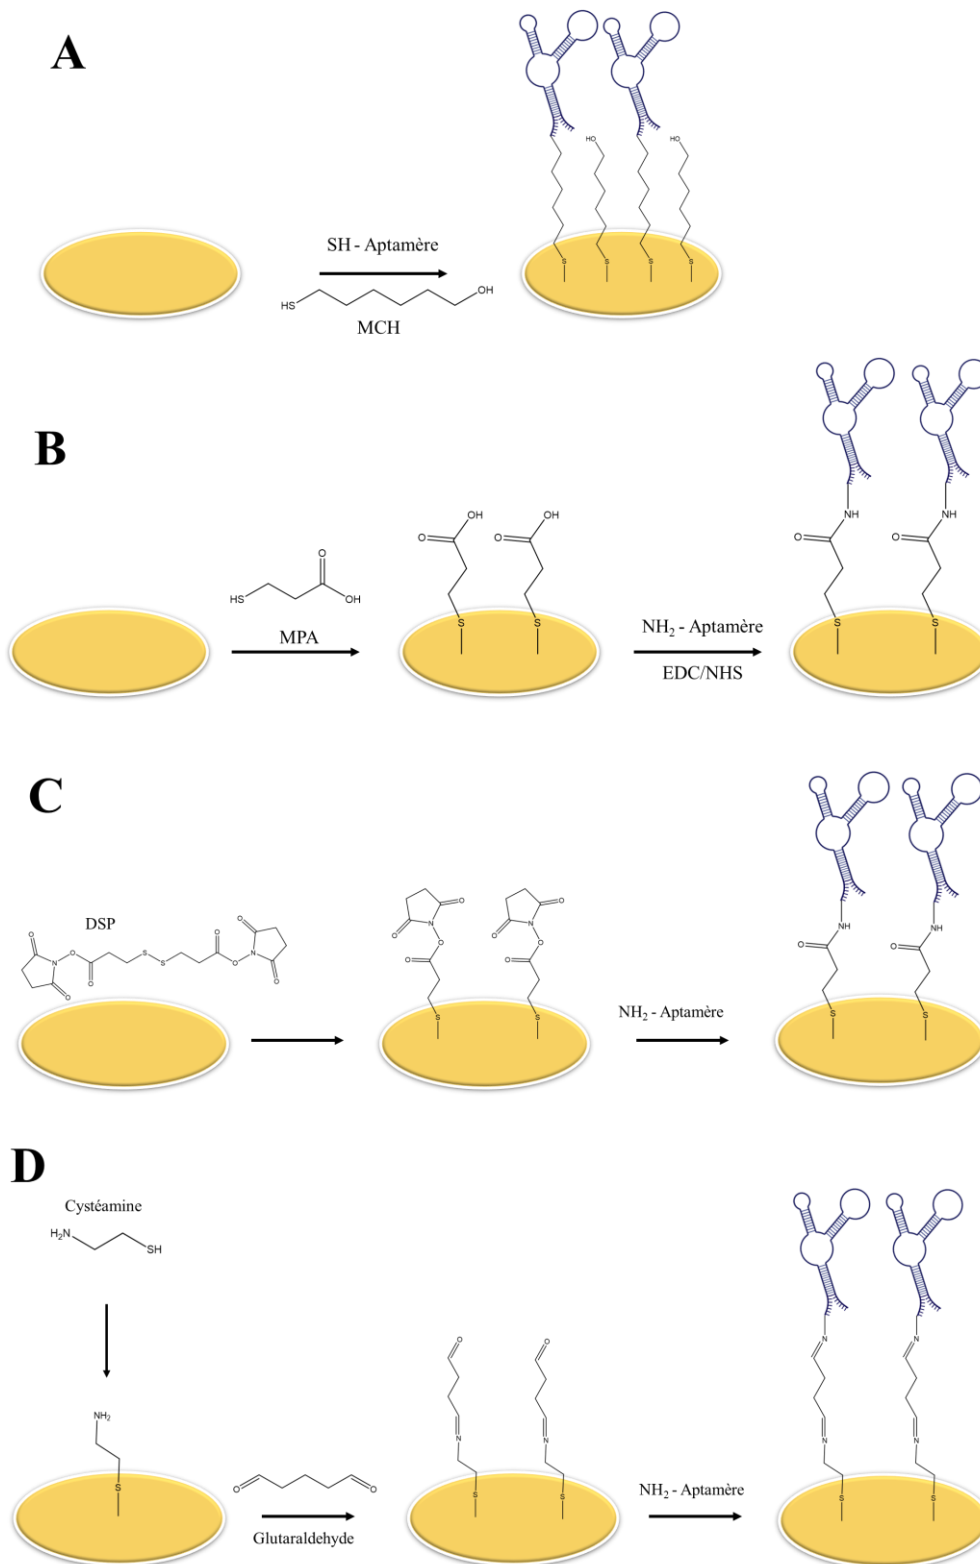 A
HO
HO
SH - Aptamère
S
S
S
S
HS
OH
MCH
B
NH
NH
O
OH
O
OH
O
O
O
HS
OH
S
S
NH2 - Aptamère
S
S
MPA
EDC/NHS
C
O
O
O
O
DSP
N
N
NH
NH
O
O
O
O
O
O
O
O
N
O
S
S
O
N
O
O
O
O
O
O
S
S
NH2 - Aptamère
S
S
D
Cystéamine
H2N
SH
O
O
N
N
NH2
N
N
N
N
O
O
S
S
S
NH2 - Aptamère
S
S
Glutaraldehyde